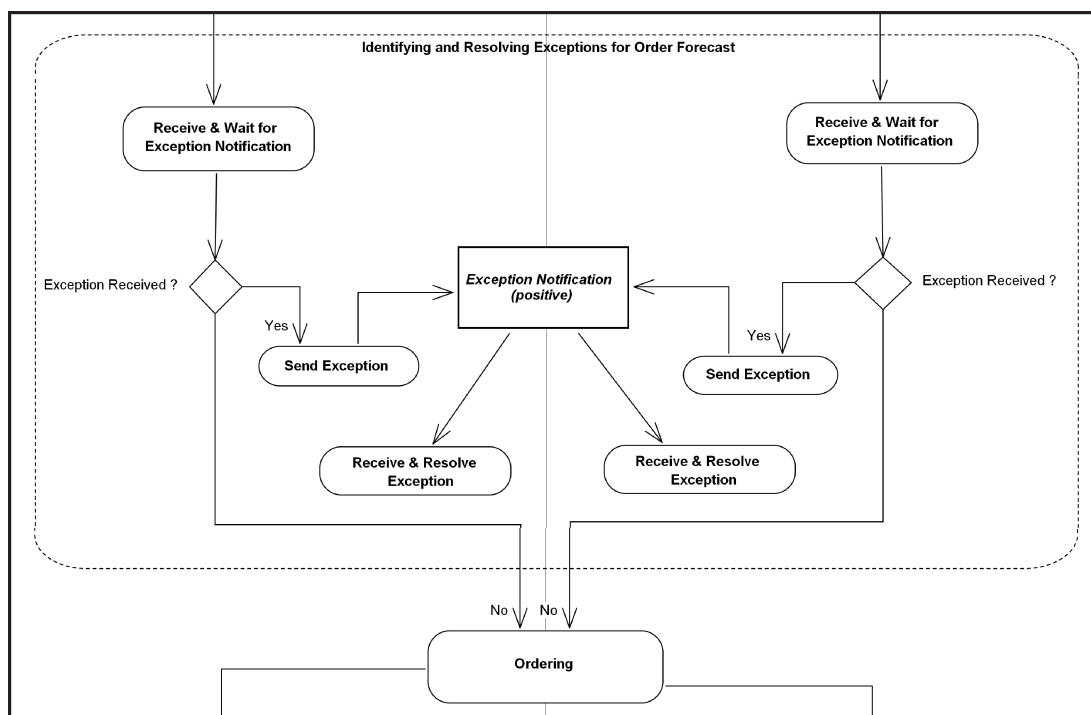 Identifying and Resolving Exceptions for Order Forecast
Receive & Wait for
Exception Notification
Receive & Wait for
Exception Notification
Exception Received ?
Exception Notification
(positive)
Exception Received ?
Yes
Yes
Send Exception
Send Exception
Receive & Resolve
Exception
Receive & Resolve
Exception
No
No
Ordering